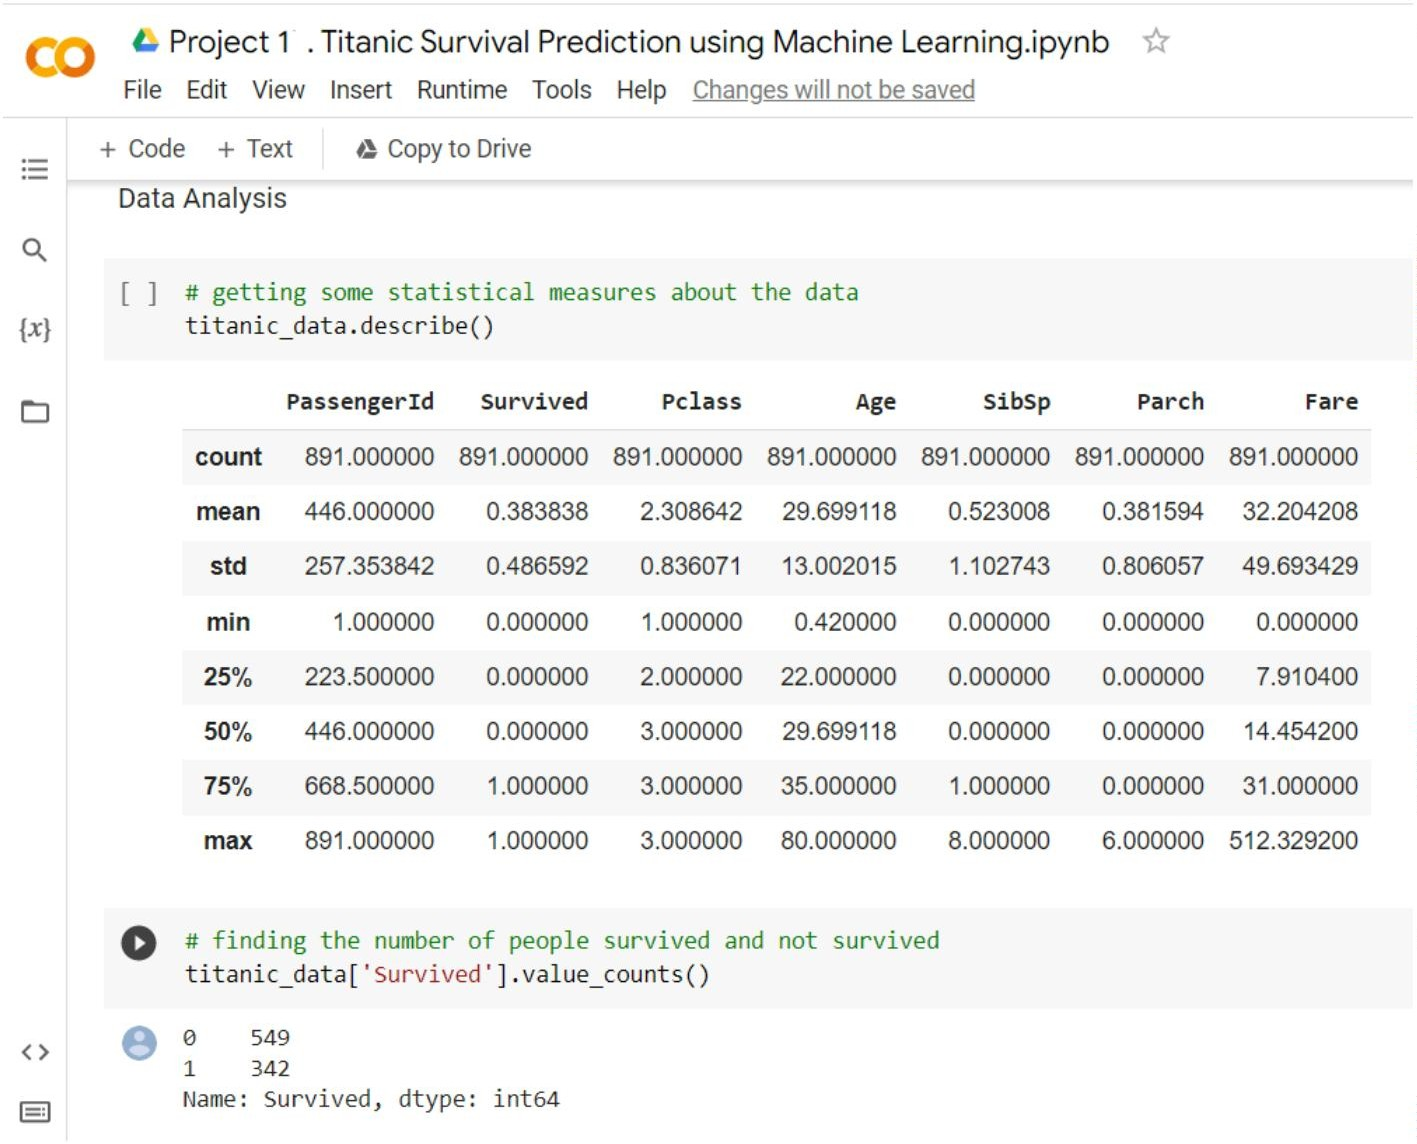 Project 1 . Titanic Survival Prediction using Machine Learning.ipynb
File Edit View Insert Runtime Tools Help Changes will not be saved
+ Code + Text Copy to Drive
Data Analysis
{x}
[ ] # getting some statistical measures about the data
titanic_data.describe()
PassengerId Survived Pclass Age SibSp Parch Fare
count 891.000000 891.000000 891.000000 891.000000 891.000000 891.000000 891.000000
mean 446.000000 0.383838 2.308642 29.699118 0.523008 0.381594 32.204208
std 257.353842 0.486592 0.836071 13.002015 1.102743 0.806057 49.693429
min 1.000000 0.000000 1.000000 0.420000 0.000000 0.000000 0.000000
25% 223.500000 0.000000 2.000000 22.000000 0.000000 0.000000 7.910400
50% 446.000000 0.000000 3.000000 29.699118 0.000000 0.000000 14.454200
75% 668.500000 1.000000 3.000000 35.000000 1.000000 0.000000 31.000000
max 891.000000 1.000000 3.000000 80.000000 8.000000 6.000000 512.329200
# finding the number of people survived and not survived
titanic_data['Survived'].value_counts()
0 549
1 342
Name: Survived, dtype: int64